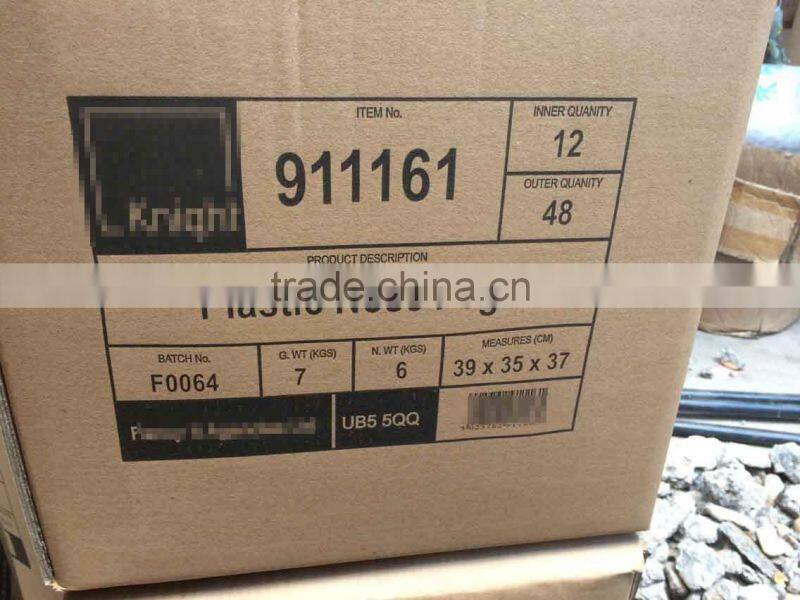 Knight
ITEM No.
911161
INNER QUANITY
12
OUTER QUANITY
48
PRODUCT DESCRIPTION
Plastic
trade.china.cn
BATCH No.
F0064
G. WT (KGS)
7
N. WT (KGS)
6
MEASURES (CM)
39 x 35 x 37
UB5 5QQ